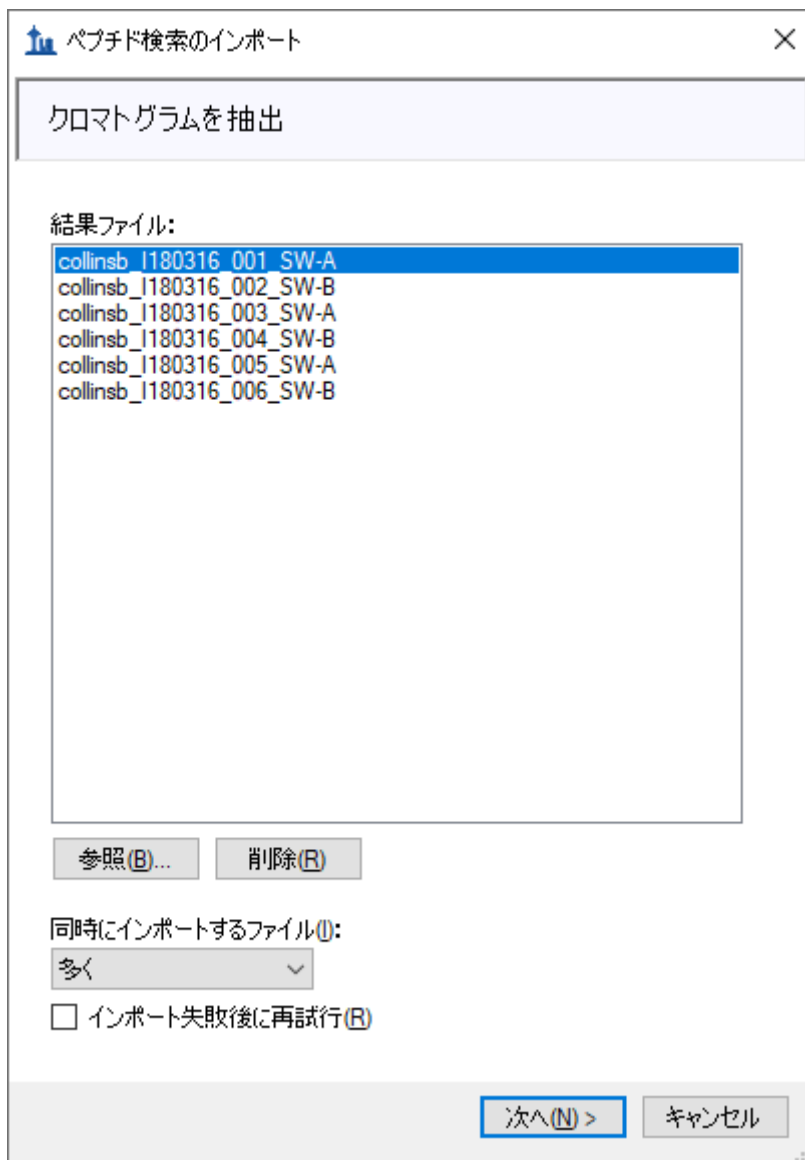 ペプチド検索のインポート
クロマトグラムを抽出
結果ファイル:
collinsb_I180316_001_SW-A
collinsb_I180316_002_SW-B
collinsb_I180316_003_SW-A
collinsb_I180316_004_SW-B
collinsb_I180316_005_SW-A
collinsb_I180316_006_SW-B
参照(B)... 削除(R)
同時にインポートするファイル(I):
多く
インポート失敗後に再試行(R)
次へ(N) > キャンセル